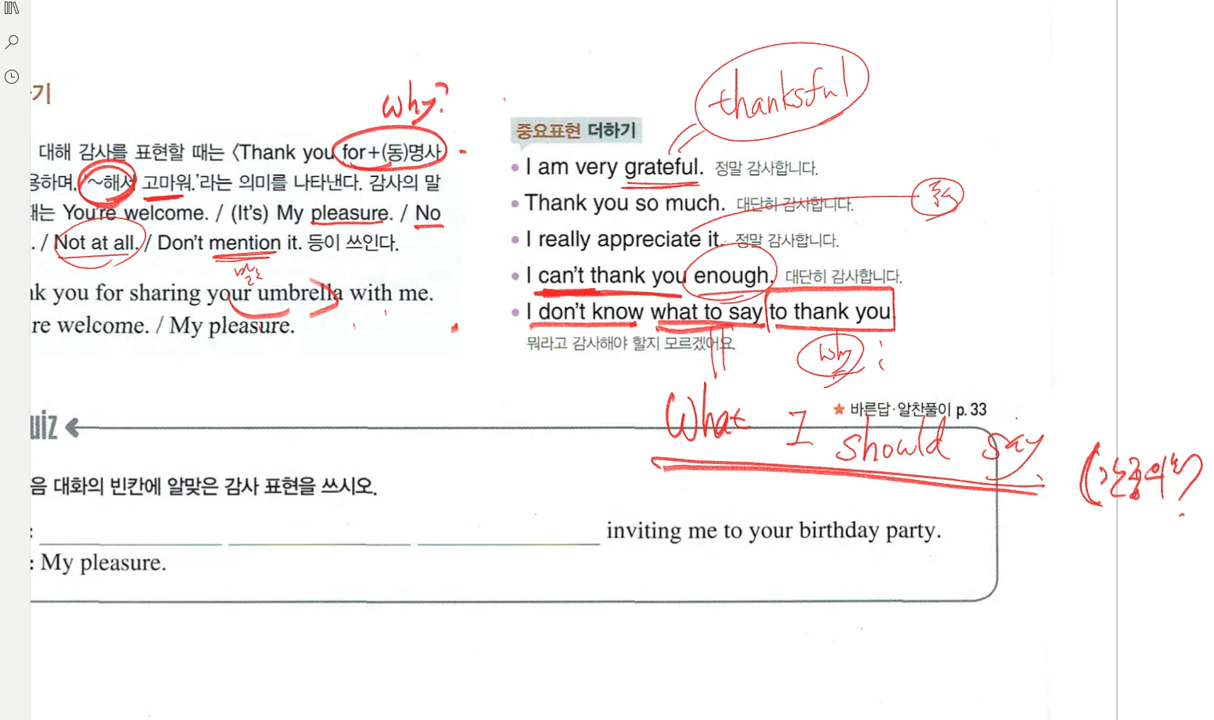 기
why?
대해 감사를 표현할 때는 〈Thank you for+(동)명사
용하며, ‘~해서 고마워.’라는 의미를 나타낸다. 감사의 말
때는 You're welcome. / (It's) My pleasure. / No
. / Not at all. / Don't mention it. 등이 쓰인다.
nk you for sharing your umbrella with me.
re welcome. / My pleasure.
thanksful
중요표현 더하기
• I am very grateful. 정말 감사합니다.
• Thank you so much. 대단히 감사합니다.
• I really appreciate it. 정말 감사합니다.
• I can't thank you enough. 대단히 감사합니다.
• I don't know what to say to thank you.
뭐라고 감사해야 할지 모르겠어요.
why
What I should say
★ 바른답·알찬풀이 p. 33
uiz
음 대화의 빈칸에 알맞은 감사 표현을 쓰시오.
: ____________ ____________ ____________ inviting me to your birthday party.
: My pleasure.